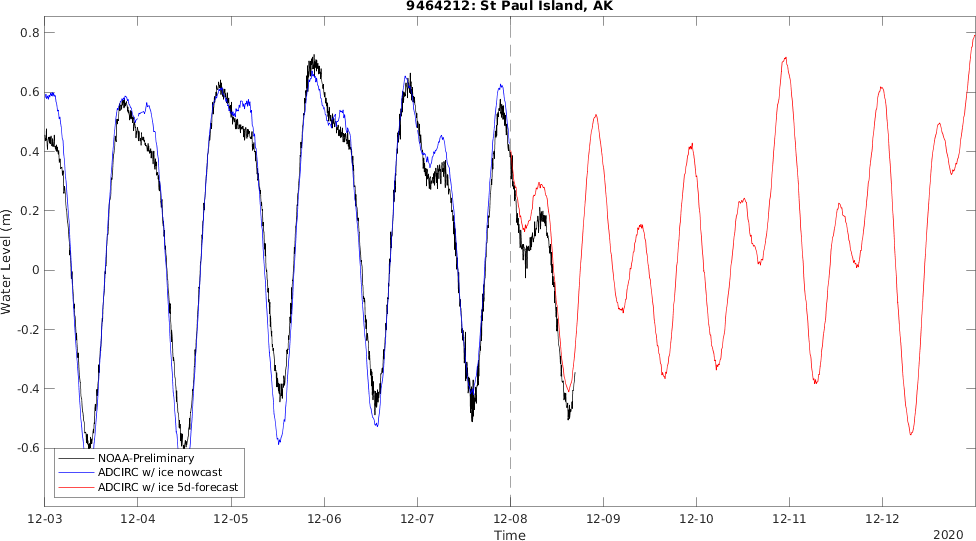 9464212: St Paul Island, AK
0.8
0.6
0.4
0.2
0
-0.2
-0.4
-0.6
Water Level (m)
NOAA-Preliminary
ADCIRC w/ ice nowcast
ADCIRC w/ ice 5d-forecast
12-03 12-04 12-05 12-06 12-07 12-08 12-09 12-10 12-11 12-12
Time
2020